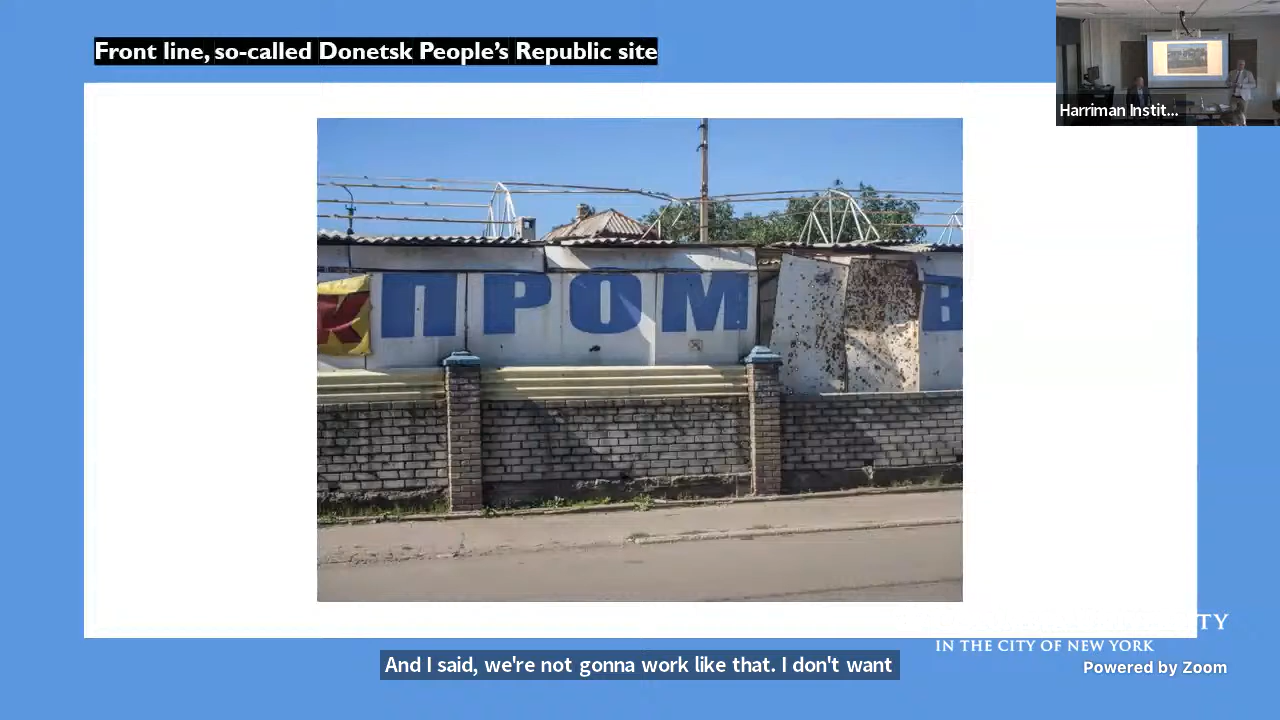 Front line, so-called Donetsk People's Republic site
Harriman Instit...
К ПРОМ В
TY
IN THE CITY OF NEW YORK
And I said, we're not gonna work like that. I don't want
Powered by Zoom